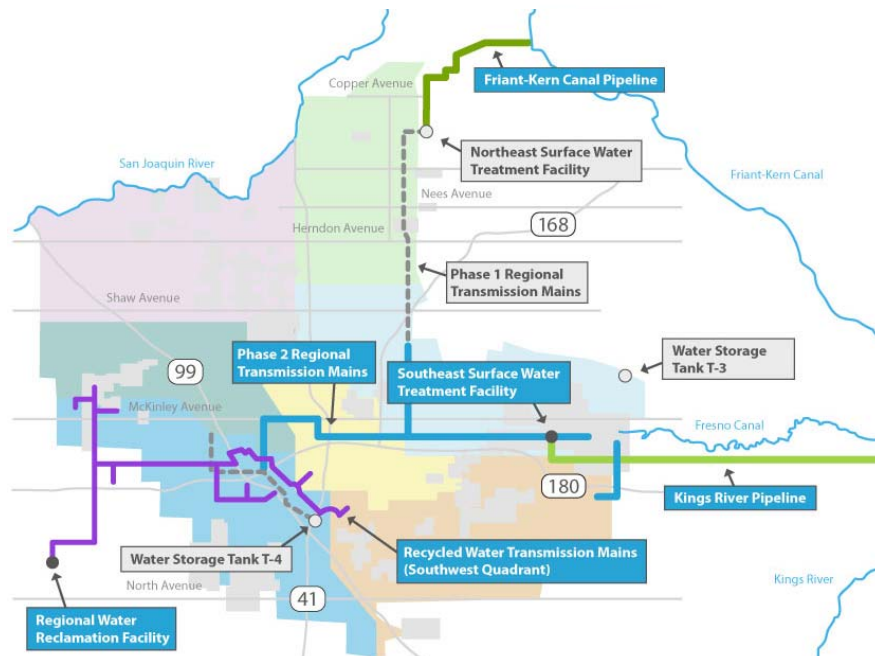 Friant-Kern Canal Pipeline
Copper Avenue
Northeast Surface Water
Treatment Facility
San Joaquin River
Friant-Kern Canal
Nees Avenue
Herndon Avenue
168
Phase 1 Regional
Transmission Mains
Shaw Avenue
Phase 2 Regional
Transmission Mains
Southeast Surface Water
Treatment Facility
Water Storage
Tank T-3
99
McKinley Avenue
Fresno Canal
180
Kings River Pipeline
Water Storage Tank T-4
Recycled Water Transmission Mains
(Southwest Quadrant)
North Avenue
41
Kings River
Regional Water
Reclamation Facility